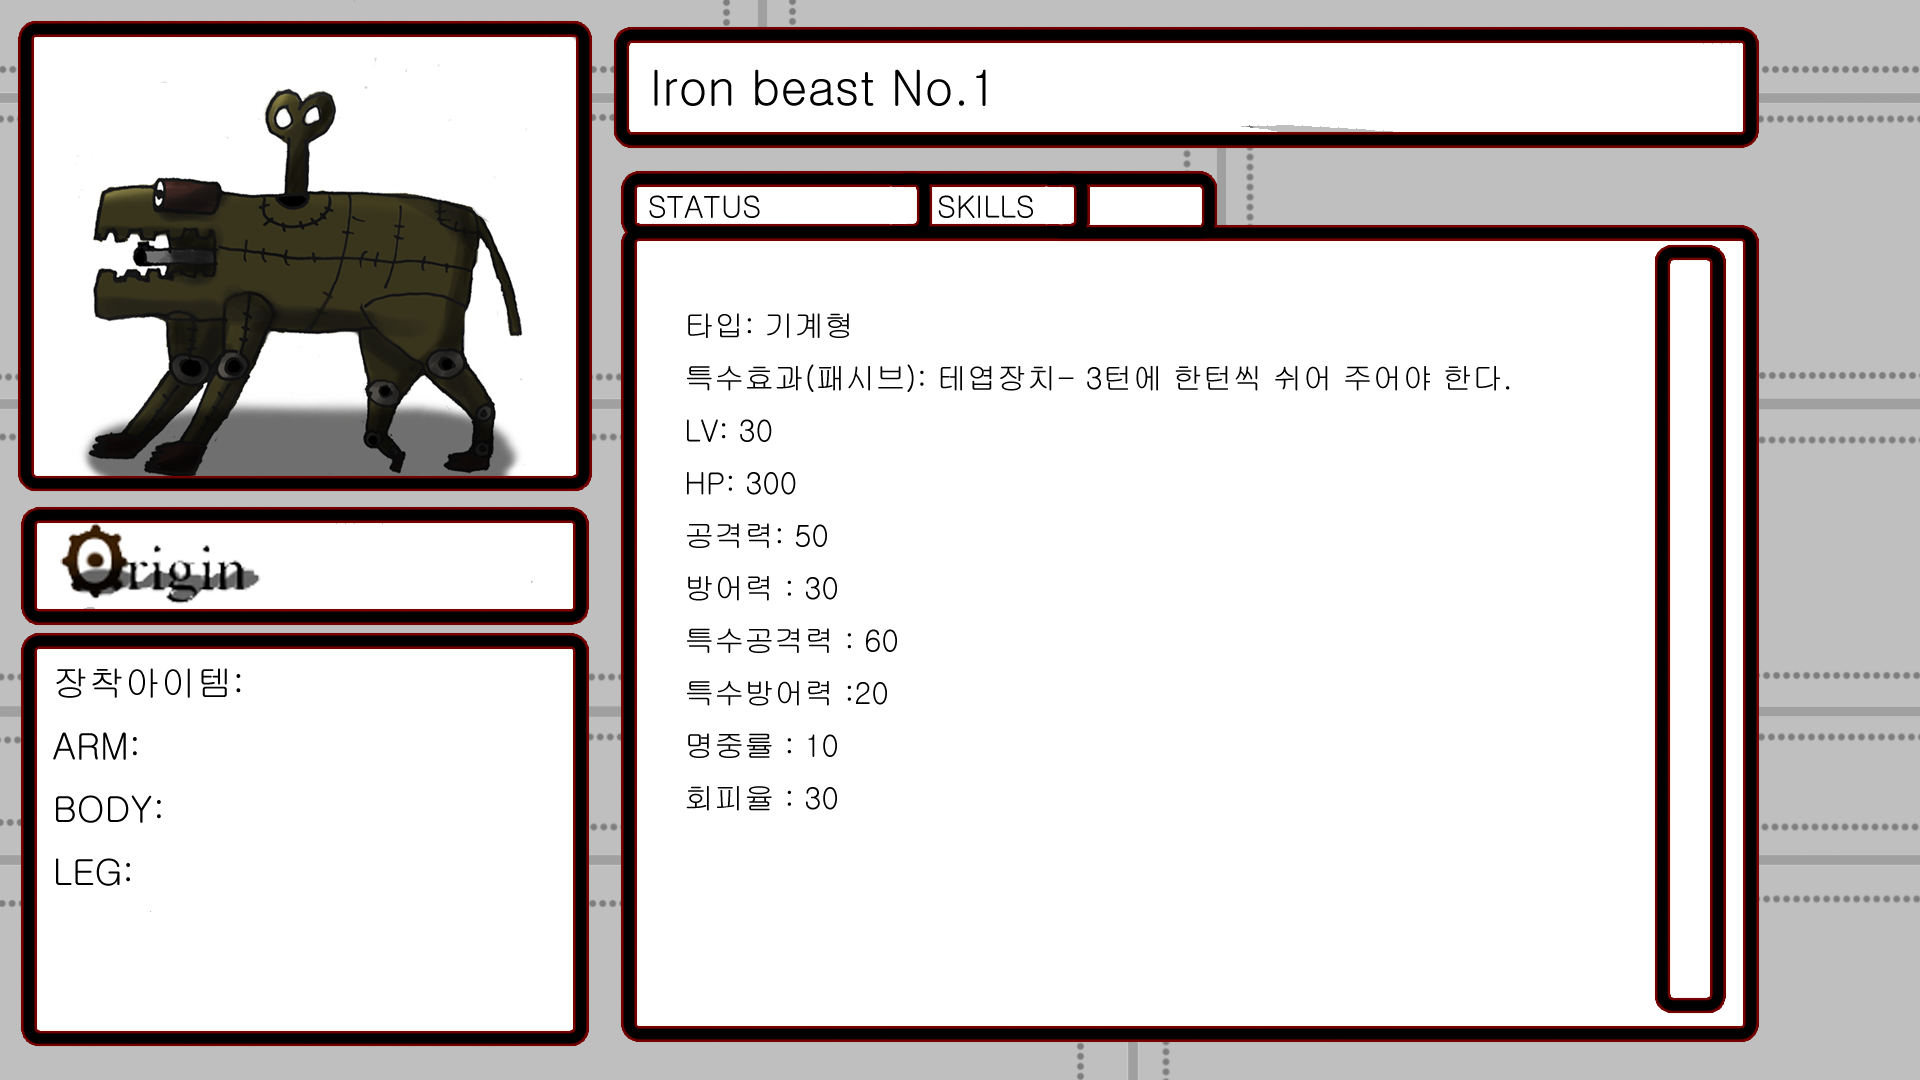 Iron beast No.1
STATUS
SKILLS
타입: 기계형
특수효과(패시브): 테엽장치- 3턴에 한턴씩 쉬어 주어야 한다.
LV: 30
HP: 300
공격력: 50
방어력 : 30
특수공격력 : 60
특수방어력 :20
명중률 : 10
회피율 : 30
Origin
장착아이템:
ARM:
BODY:
LEG: